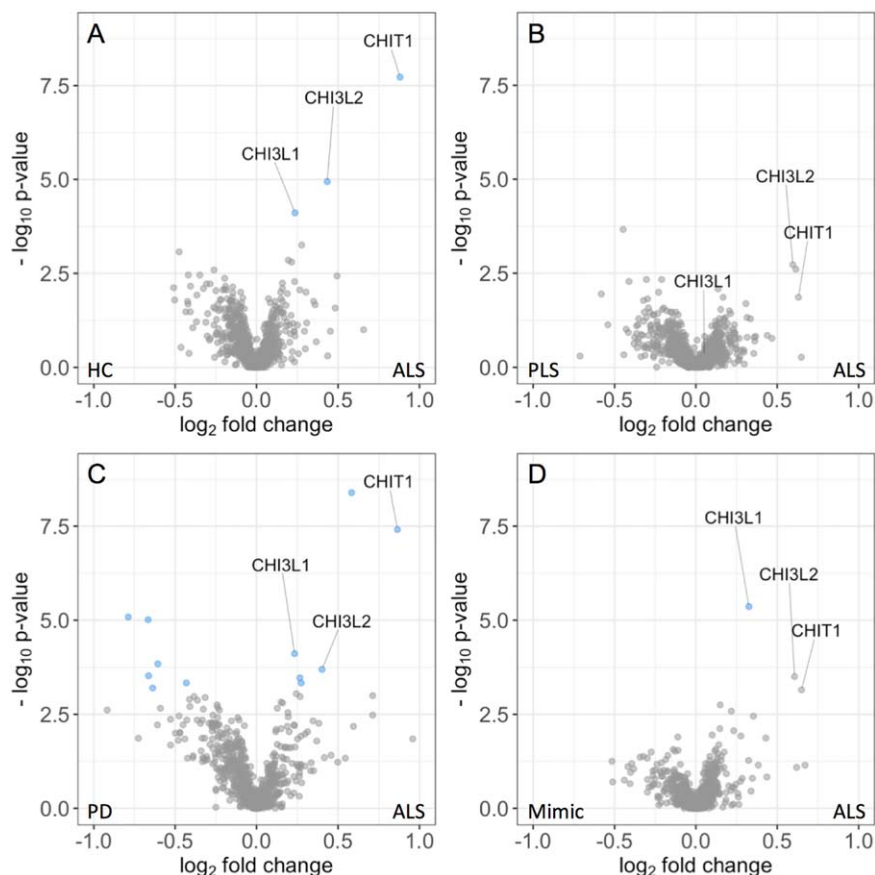 A
CHIT1
CHI3L2
CHI3L1
7.5
5.0
2.5
0.0
- log10 p-value
HC
ALS
-1.0
-0.5
0.0
0.5
1.0
log2 fold change
B
CHI3L2
CHIT1
CHI3L1
7.5
5.0
2.5
0.0
- log10 p-value
PLS
ALS
-1.0
-0.5
0.0
0.5
1.0
log2 fold change
C
CHIT1
CHI3L1
CHI3L2
7.5
5.0
2.5
0.0
- log10 p-value
PD
ALS
-1.0
-0.5
0.0
0.5
1.0
log2 fold change
D
CHI3L1
CHI3L2
CHIT1
7.5
5.0
2.5
0.0
- log10 p-value
Mimic
ALS
-1.0
-0.5
0.0
0.5
1.0
log2 fold change